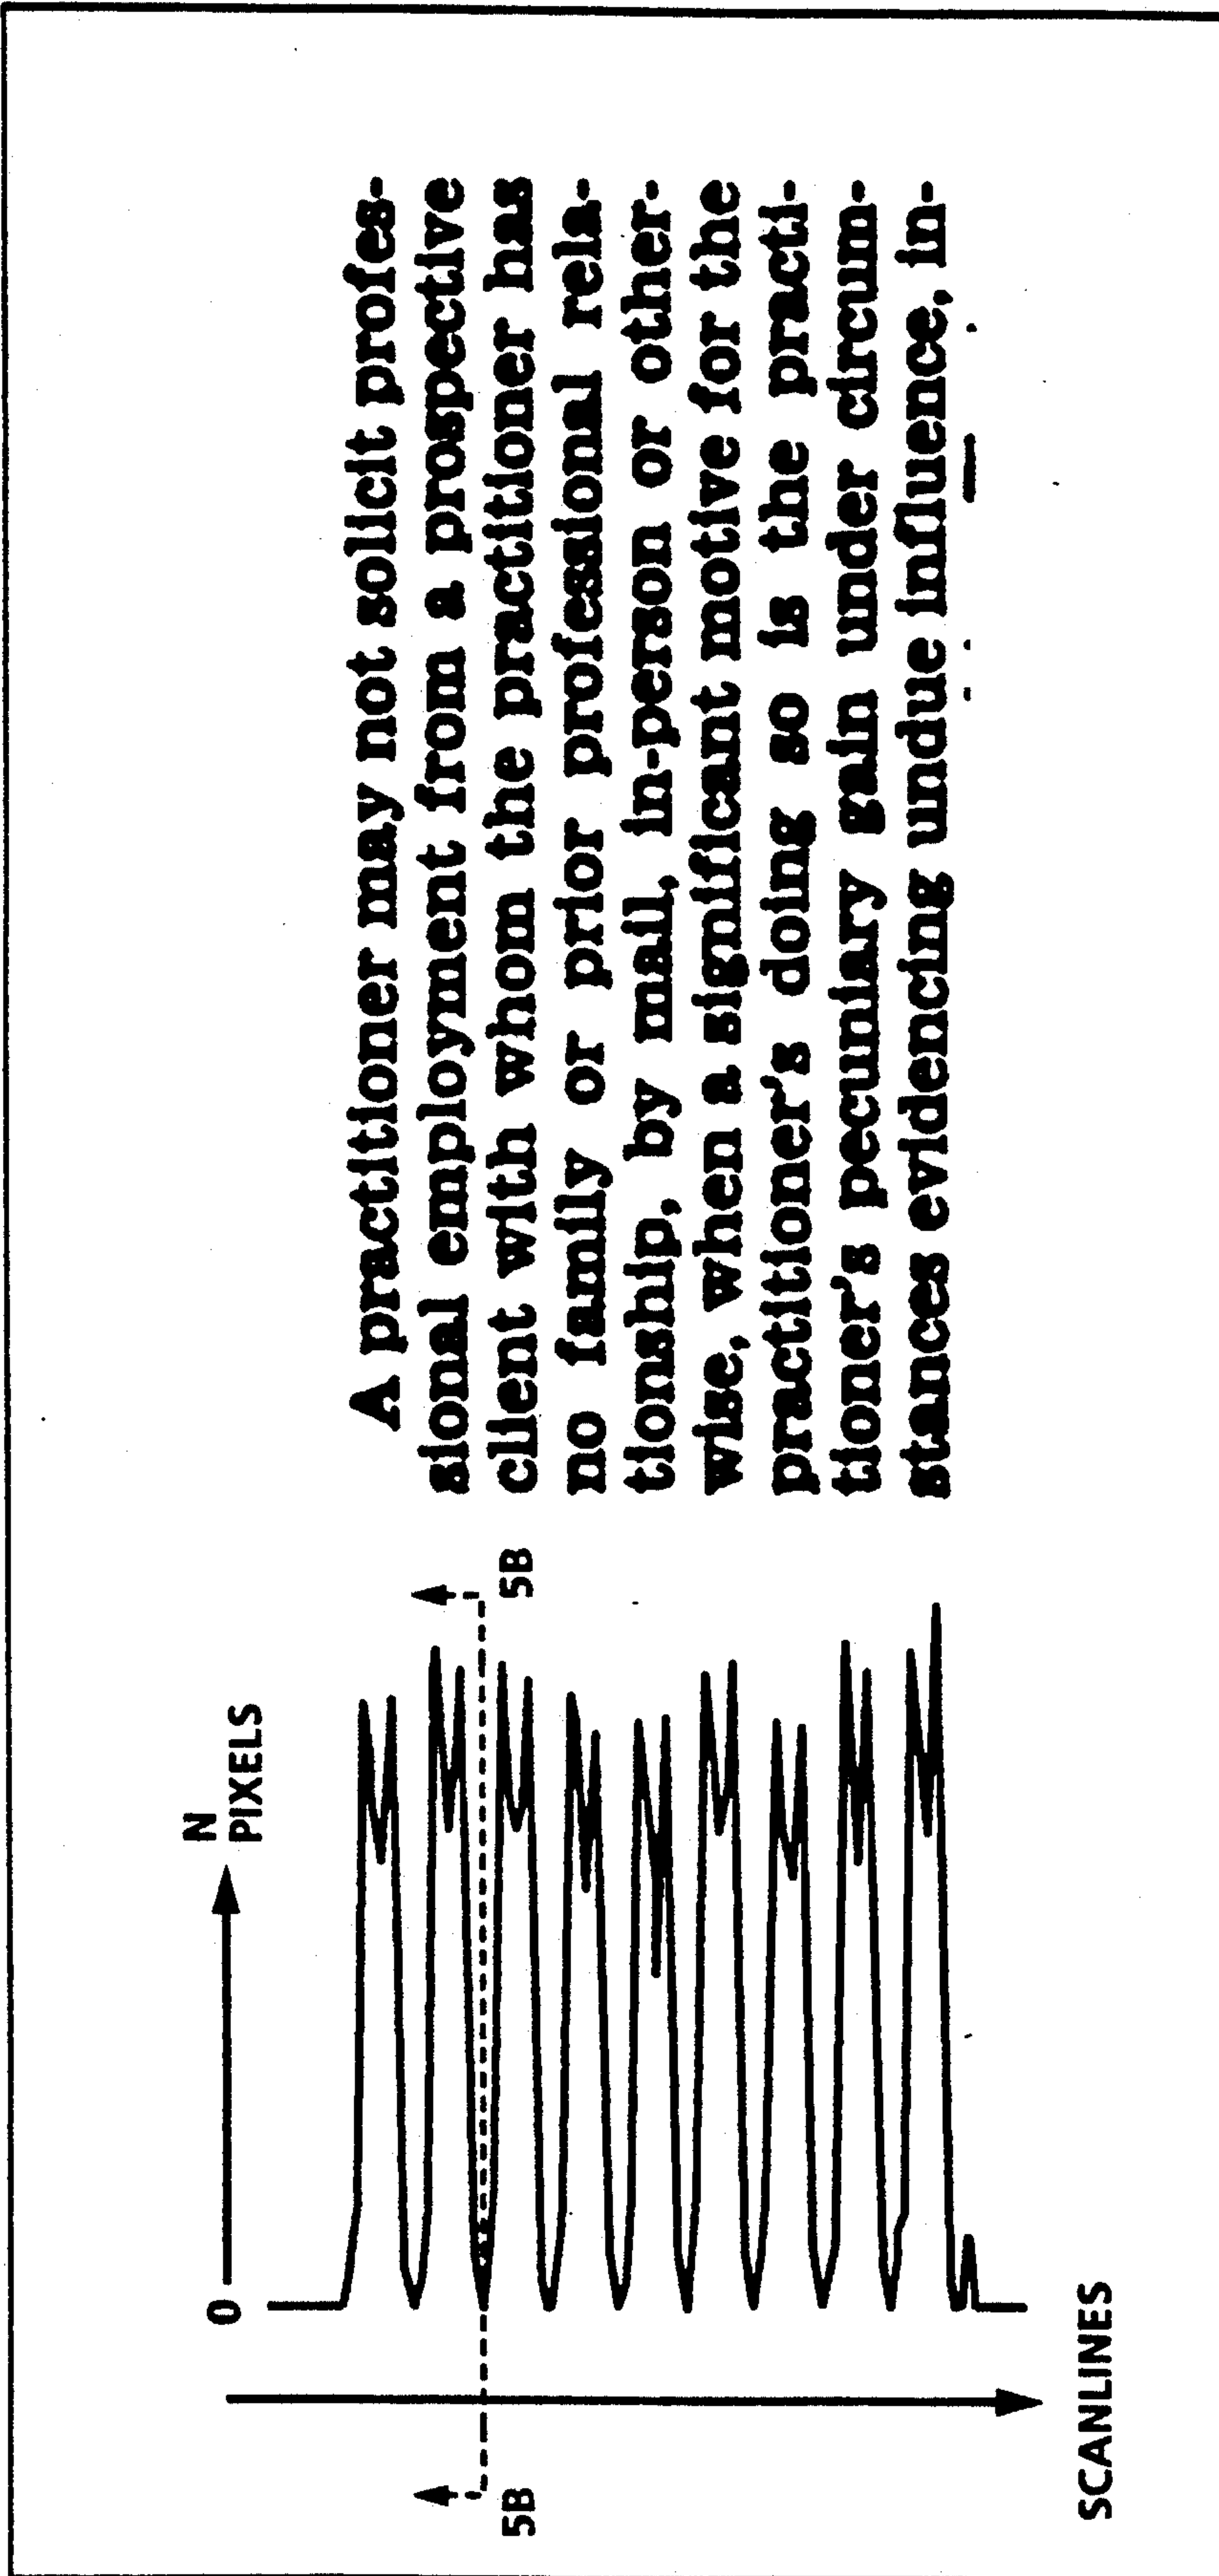 0
N
PIXELS
5B
5B
SCANLINES
A practitioner may not solicit profes-
sional employment from a prospective
client with whom the practitioner has
no family or prior professional rela-
tionship, by mail, in-person or other-
wise, when a significant motive for the
practitioner's doing so is the practi-
tioner's pecuniary gain under circum-
stances evidencing undue influence, in-